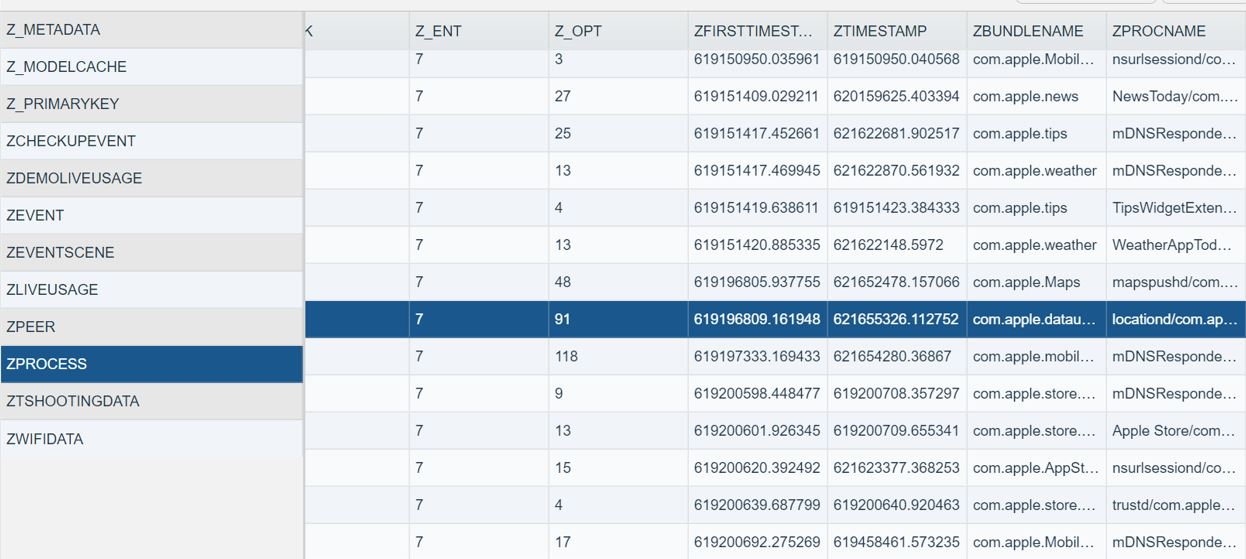 Z_METADATA
Z_MODELCACHE
Z_PRIMARYKEY
ZCHECKUPEVENT
ZDEMOLIVEUSAGE
ZEVENT
ZEVENTSCENE
ZLIVEUSAGE
ZPEER
ZPROCESS
ZTSHOOTINGDATA
ZWIFIDATA
Z_ENT Z_OPT ZFIRSTTIMEST... ZTIMESTAMP ZBUNDLENAME ZPROCNAME
7 3 619150950.035961 619150950.040568 com.apple.Mobil... nsurlsessiond/co...
7 27 619151409.029211 620159625.403394 com.apple.news NewsToday/com....
7 25 619151417.452661 621622681.902517 com.apple.tips mDNSResponde...
7 13 619151417.469945 621622870.561932 com.apple.weather mDNSResponde...
7 4 619151419.638611 619151423.384333 com.apple.tips TipsWidgetExten...
7 13 619151420.885335 621622148.5972 com.apple.weather WeatherAppTod...
7 48 619196805.937755 621652478.157066 com.apple.Maps mapspushd/com....
7 91 619196809.161948 621655326.112752 com.apple.datau... locationd/com.ap...
7 118 619197333.169433 621654280.36867 com.apple.mobil... mDNSResponde...
7 9 619200598.448477 619200708.357297 com.apple.store.... mDNSResponde...
7 13 619200601.926345 619200709.655341 com.apple.store.... Apple Store/com...
7 15 619200620.392492 621623377.368253 com.apple.AppSt... nsurlsessiond/co...
7 4 619200639.687799 619200640.920463 com.apple.store.... trustd/com.apple...
7 17 619200692.275269 619458461.573235 com.apple.Mobil... mDNSResponde...